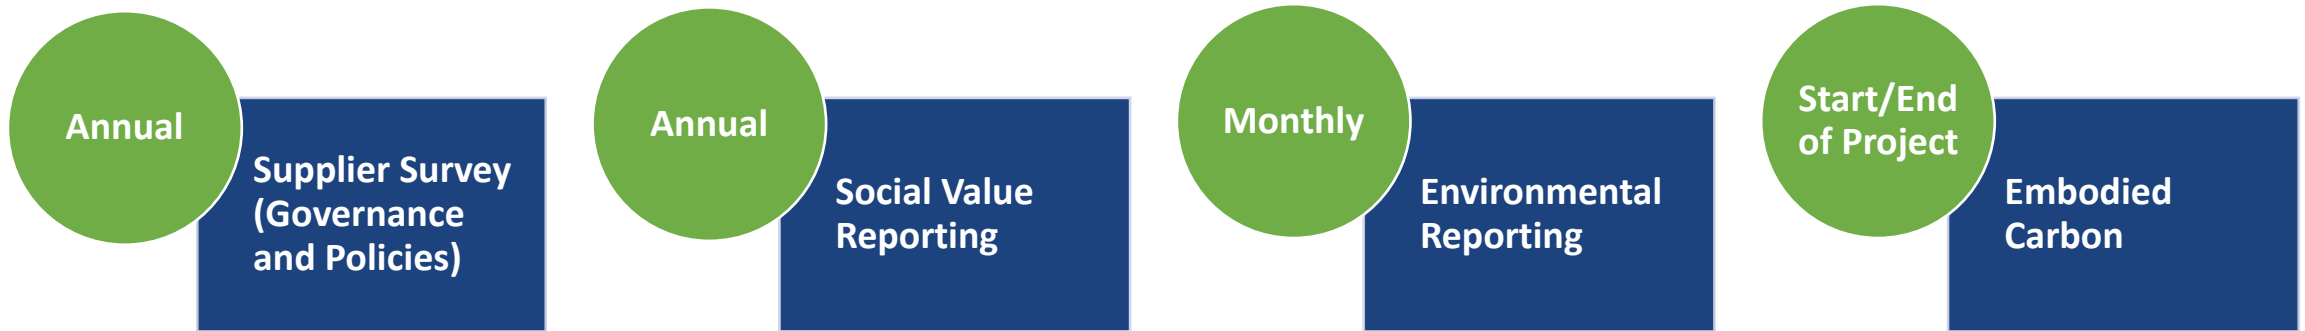 Annual
Supplier Survey
(Governance
and Policies)
Annual
Social Value
Reporting
Monthly
Environmental
Reporting
Start/End
of Project
Embodied
Carbon